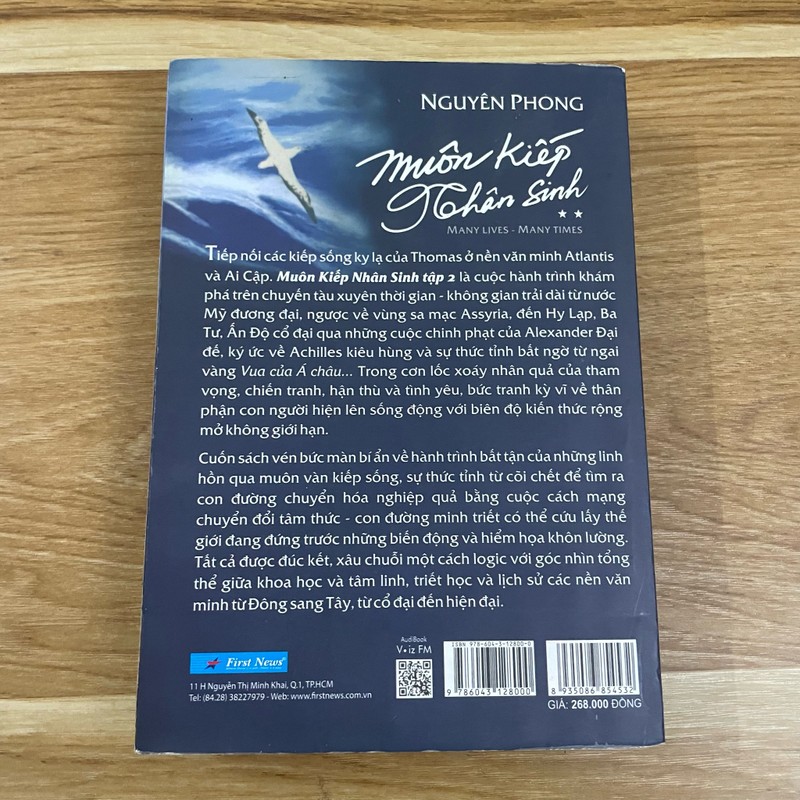 NGUYÊN PHONG
Muôn Kiếp
Nhân Sinh
★ ★
MANY LIVES - MANY TIMES
Tiếp nối các kiếp sống kỳ lạ của Thomas ở nền văn minh Atlantis
và Ai Cập. Muôn Kiếp Nhân Sinh tập 2 là cuộc hành trình khám
phá trên chuyến tàu xuyên thời gian - không gian trải dài từ nước
Mỹ đương đại, ngược về vùng sa mạc Assyria, đến Hy Lạp, Ba
Tư, Ấn Độ cổ đại qua những cuộc chinh phạt của Alexander Đại
đế, ký ức về Achilles kiêu hùng và sự thức tỉnh bất ngờ từ ngai
vàng Vua của Á châu... Trong cơn lốc xoáy nhân quả của tham
vọng, chiến tranh, hận thù và tình yêu, bức tranh kỳ vĩ về thân
phận con người hiện lên sống động với biên độ kiến thức rộng
mở không giới hạn.
Cuốn sách vén bức màn bí ẩn về hành trình bất tận của những linh
hồn qua muôn vàn kiếp sống, sự thức tỉnh từ cõi chết để tìm ra
con đường chuyển hóa nghiệp quả bằng cuộc cách mạng
chuyển đổi tâm thức - con đường minh triết có thể cứu lấy thế
giới đang đứng trước những biến động và hiểm họa khôn lường.
Tất cả được đúc kết, xâu chuỗi một cách logic với góc nhìn tổng
thể giữa khoa học và tâm linh, triết học và lịch sử các nền văn
minh từ Đông sang Tây, từ cổ đại đến hiện đại.
First News
11 H Nguyễn Thị Minh Khai, Q.1, TP.HCM
Tel: (84.28) 38227979 - Web: www.firstnews.com.vn
AudiBook
V•iz FM
ISBN 978-604-3-12800-0
9 786043 128000
8 935086 854532
GIÁ: 268.000 ĐỒNG